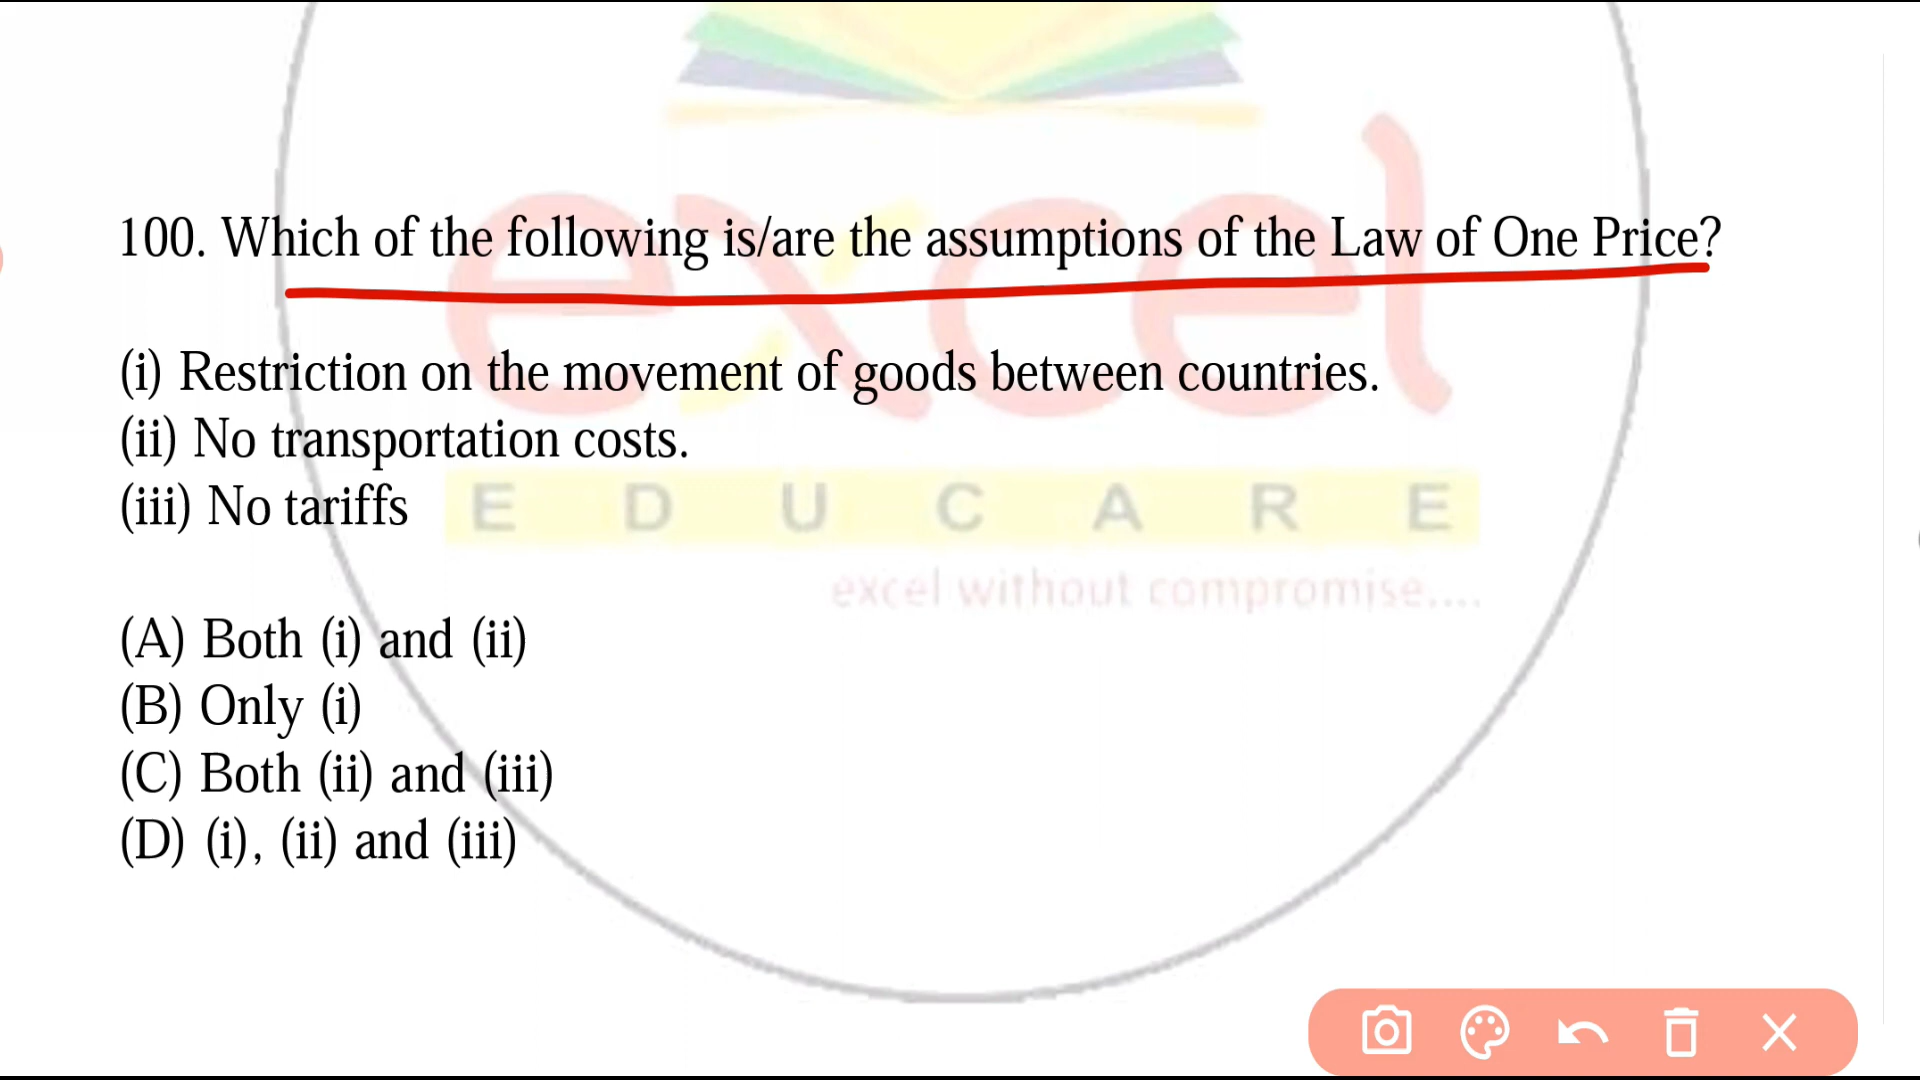 excel
100. Which of the following is/are the assumptions of the Law of One Price?
(i) Restriction on the movement of goods between countries.
(ii) No transportation costs.
(iii) No tariffs
EDUCARE
excel without compromise....
(A) Both (i) and (ii)
(B) Only (i)
(C) Both (ii) and (iii)
(D) (i), (ii) and (iii)